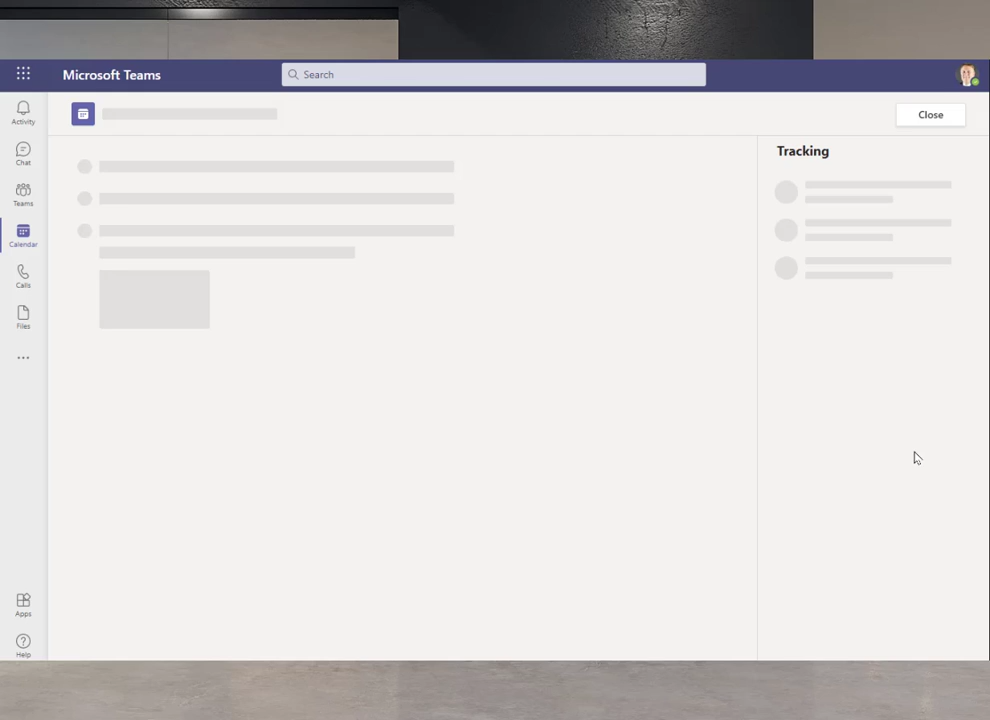 Microsoft Teams
Search
Activity
Close
Chat
Tracking
Teams
Calendar
Calls
Files
Apps
Help